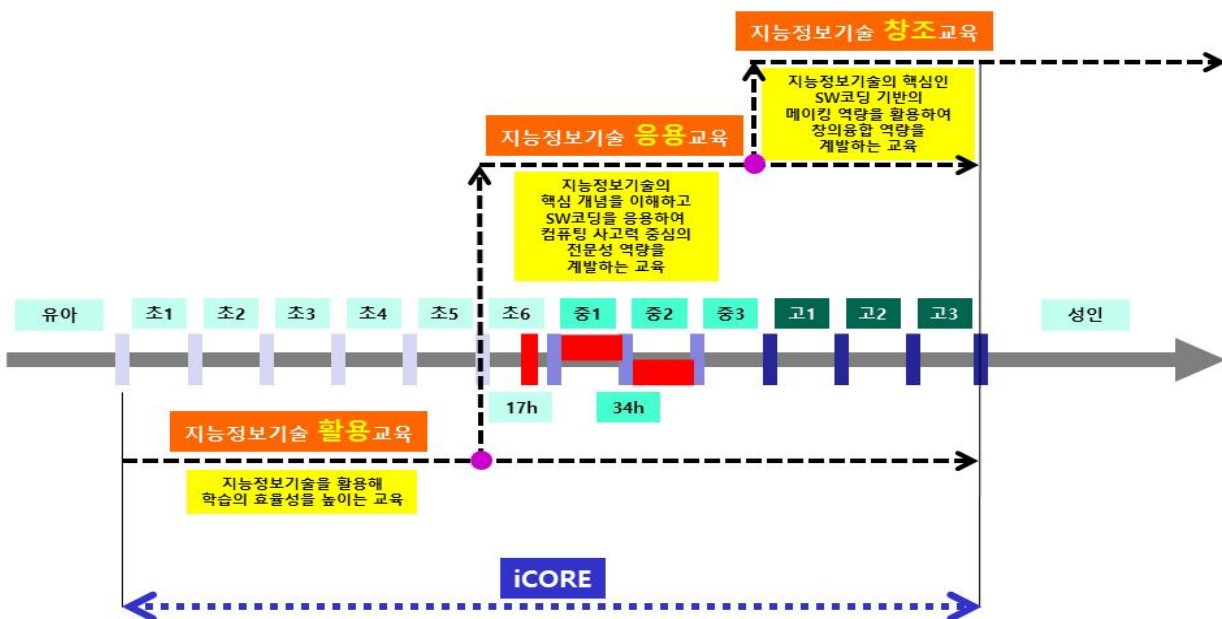 지능정보기술 창조교육
지능정보기술의 핵심인
SW코딩 기반의
메이킹 역량을 활용하여
창의융합 역량을
계발하는 교육
지능정보기술 응용교육
지능정보기술의
핵심 개념을 이해하고
SW코딩을 응용하여
컴퓨팅 사고력 중심의
전문성 역량을
계발하는 교육
유아 초1 초2 초3 초4 초5 초6 중1 중2 중3 고1 고2 고3 성인
17h 34h
지능정보기술 활용교육
지능정보기술을 활용해
학습의 효율성을 높이는 교육
iCORE